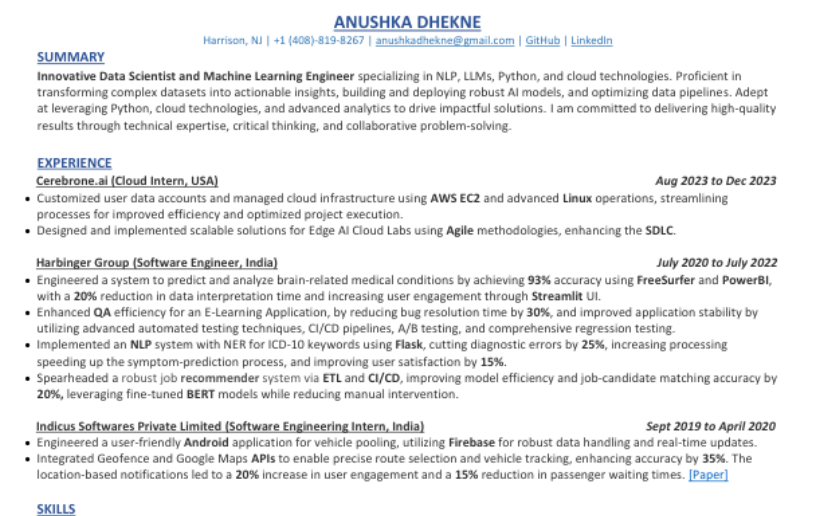 ANUSHKA DHEKNE
Harrison, NJ | +1 (408)-819-8267 | anushkadhekne@gmail.com | GitHub | LinkedIn
SUMMARY
Innovative Data Scientist and Machine Learning Engineer specializing in NLP, LLMs, Python, and cloud technologies. Proficient in
transforming complex datasets into actionable insights, building and deploying robust AI models, and optimizing data pipelines. Adept
at leveraging Python, cloud technologies, and advanced analytics to drive impactful solutions. I am committed to delivering high-quality
results through technical expertise, critical thinking, and collaborative problem-solving.
EXPERIENCE
Cerebrone.ai (Cloud Intern, USA) Aug 2023 to Dec 2023
• Customized user data accounts and managed cloud infrastructure using AWS EC2 and advanced Linux operations, streamlining
processes for improved efficiency and optimized project execution.
• Designed and implemented scalable solutions for Edge AI Cloud Labs using Agile methodologies, enhancing the SDLC.
Harbinger Group (Software Engineer, India) July 2020 to July 2022
• Engineered a system to predict and analyze brain-related medical conditions by achieving 93% accuracy using FreeSurfer and PowerBI,
with a 20% reduction in data interpretation time and increasing user engagement through Streamlit UI.
• Enhanced QA efficiency for an E-Learning Application, by reducing bug resolution time by 30%, and improved application stability by
utilizing advanced automated testing techniques, CI/CD pipelines, A/B testing, and comprehensive regression testing.
• Implemented an NLP system with NER for ICD-10 keywords using Flask, cutting diagnostic errors by 25%, increasing processing
speeding up the symptom-prediction process, and improving user satisfaction by 15%.
• Spearheaded a robust job recommender system via ETL and CI/CD, improving model efficiency and job-candidate matching accuracy by
20%, leveraging fine-tuned BERT models while reducing manual intervention.
Indicus Softwares Private Limited (Software Engineering Intern, India) Sept 2019 to April 2020
• Engineered a user-friendly Android application for vehicle pooling, utilizing Firebase for robust data handling and real-time updates.
• Integrated Geofence and Google Maps APIs to enable precise route selection and vehicle tracking, enhancing accuracy by 35%. The
location-based notifications led to a 20% increase in user engagement and a 15% reduction in passenger waiting times. [Paper]
SKILLS